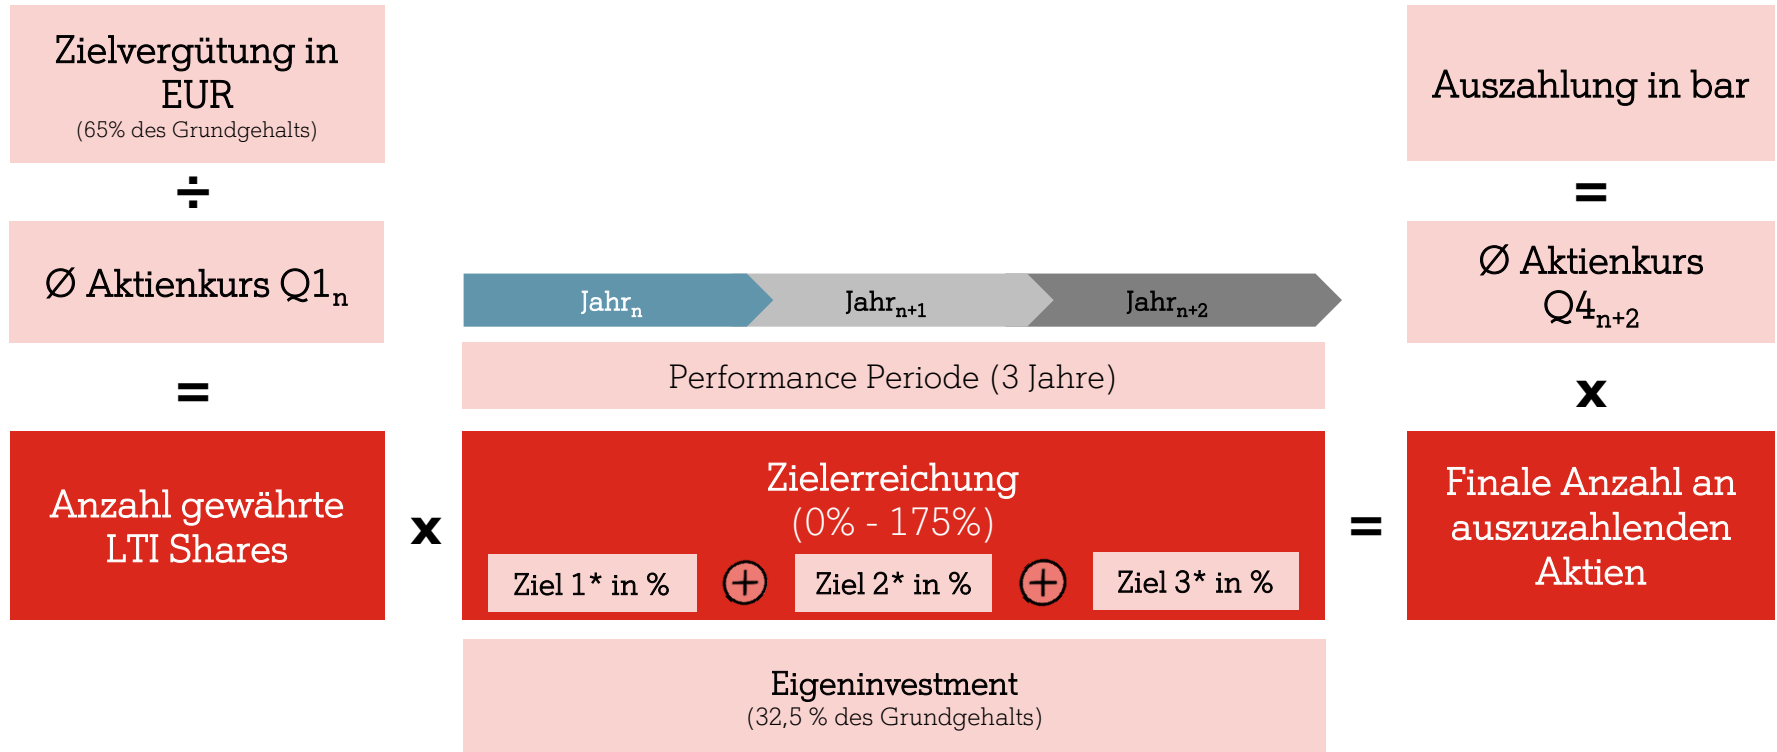 Zielvergütung in
EUR
(65% des Grundgehalts)
÷
Ø Aktienkurs Q1n
=
Anzahl gewährte
LTI Shares
x
Jahrn
Jahrn+1
Jahrn+2
Performance Periode (3 Jahre)
Zielerreichung
(0% - 175%)
Ziel 1* in % + Ziel 2* in % + Ziel 3* in %
Eigeninvestment
(32,5 % des Grundgehalts)
=
Auszahlung in bar
=
Ø Aktienkurs
Q4n+2
x
Finale Anzahl an
auszuzahlenden
Aktien